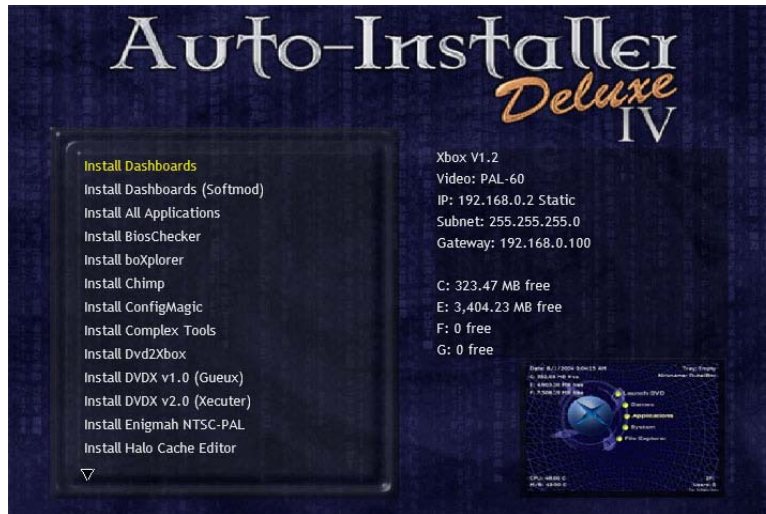 Auto-Installer
Deluxe
IV
Install Dashboards
Install Dashboards (Softmod)
Install All Applications
Install BiosChecker
Install boXplorer
Install Chimp
Install ConfigMagic
Install Complex Tools
Install Dvd2Xbox
Install DVDX v1.0 (Gueux)
Install DVDX v2.0 (Xecuter)
Install Enigmah NTSC-PAL
Install Halo Cache Editor
Xbox V1.2
Video: PAL-60
IP: 192.168.0.2 Static
Subnet: 255.255.255.0
Gateway: 192.168.0.100
C: 323.47 MB free
E: 3,404.23 MB free
F: 0 free
G: 0 free
Launch DVD
Games
Applications
System
File Explorer